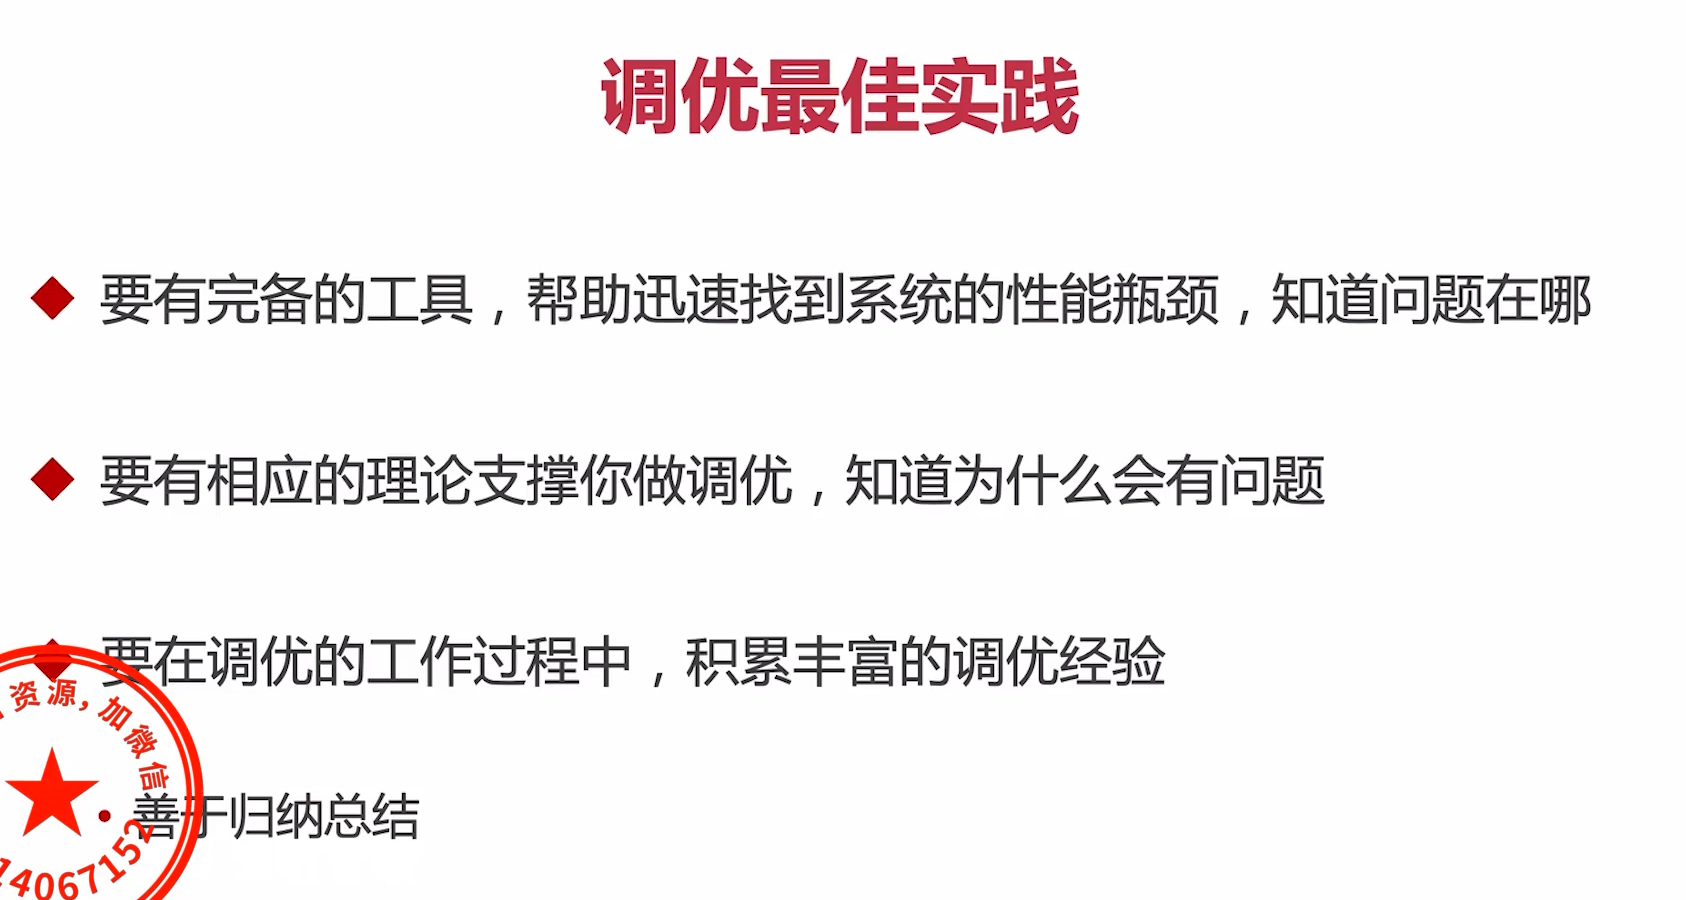 调优最佳实践
要有完备的工具，帮助迅速找到系统的性能瓶颈，知道问题在哪
要有相应的理论支撑你做调优，知道为什么会有问题
要在调优的工作过程中，积累丰富的调优经验
善于归纳总结
资源，加微信
14067152